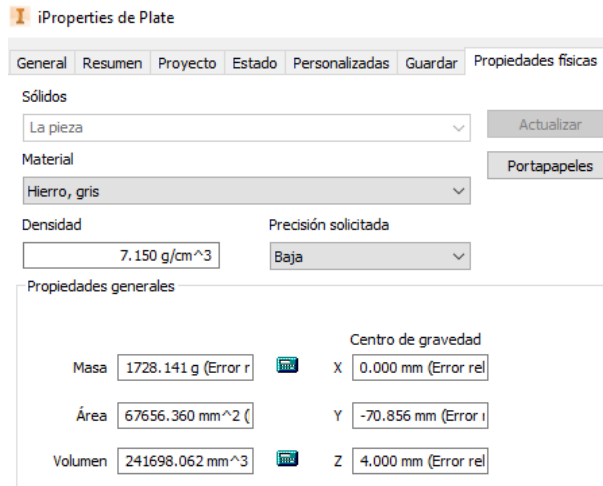 iProperties de Plate
General Resumen Proyecto Estado Personalizadas Guardar Propiedades físicas
Sólidos
La pieza
Actualizar
Material
Portapapeles
Hierro, gris
Densidad Precisión solicitada
7.150 g/cm^3 Baja
Propiedades generales
Centro de gravedad
Masa 1728.141 g (Error r X 0.000 mm (Error rel
Área 67656.360 mm^2 ( Y -70.856 mm (Error r
Volumen 241698.062 mm^3 Z 4.000 mm (Error rel